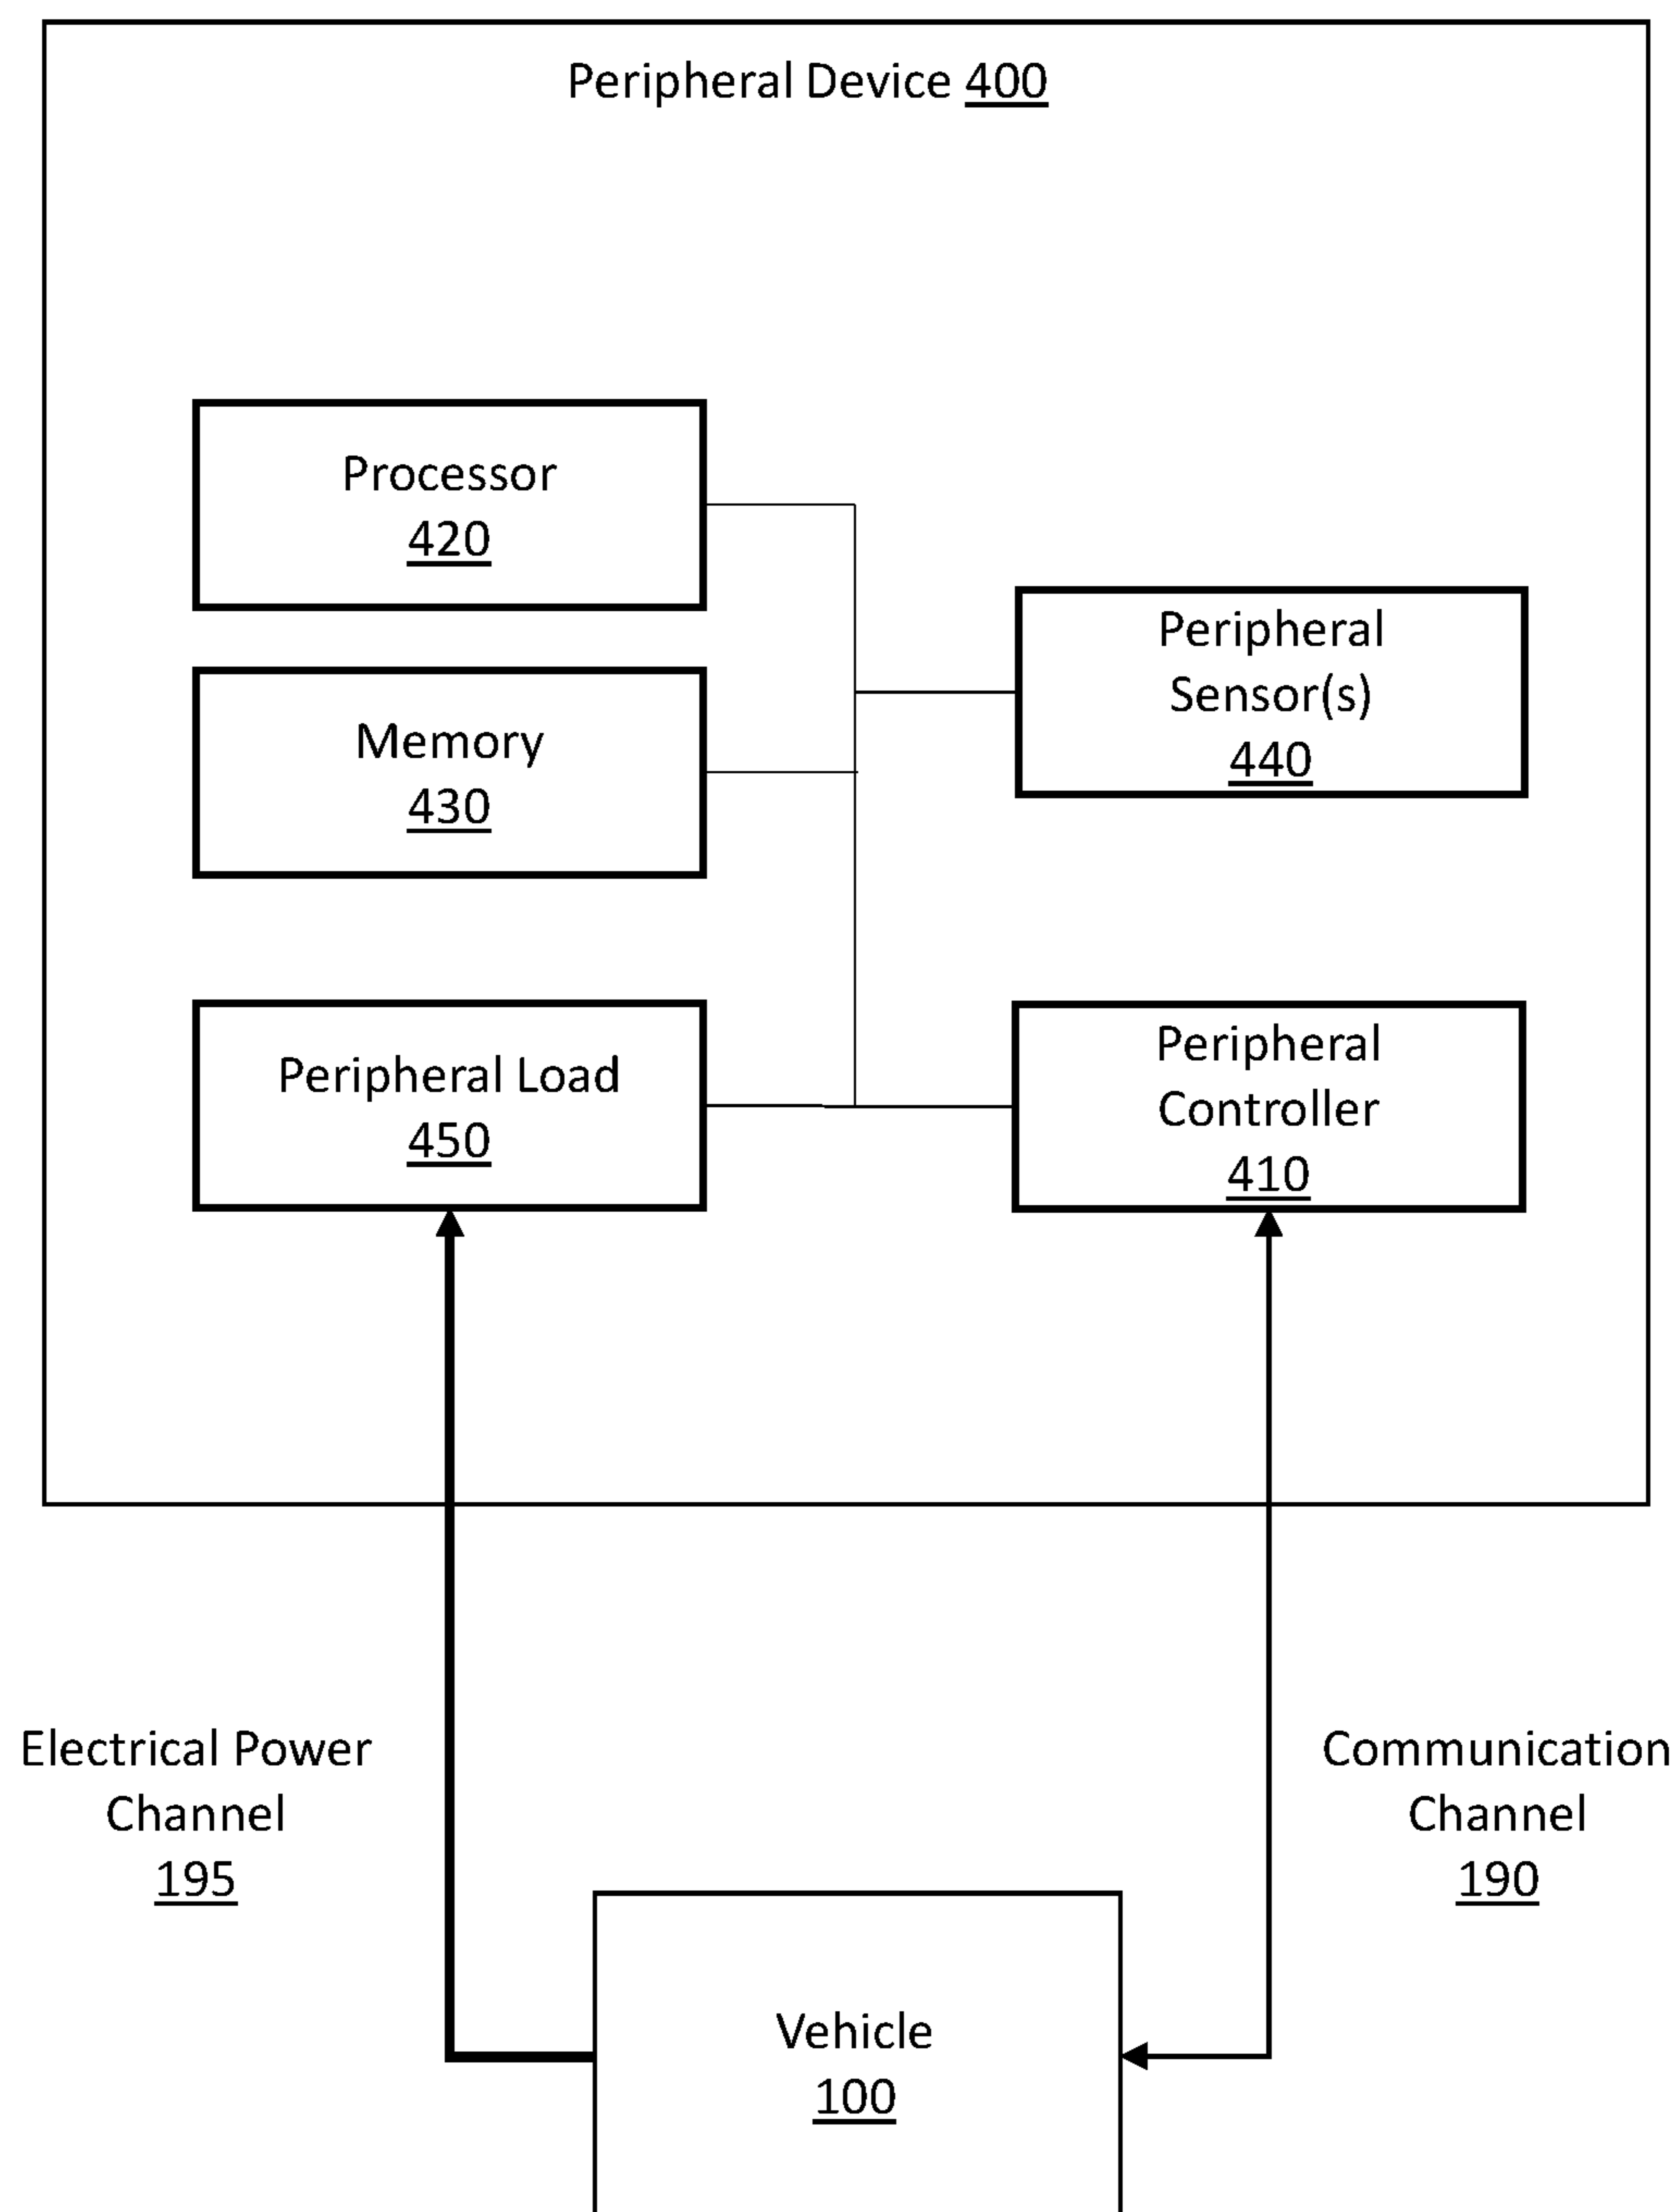 Peripheral Device 400
Processor
420
Peripheral
Sensor(s)
440
Memory
430
Peripheral Load
450
Peripheral
Controller
410
Electrical Power
Channel
195
Communication
Channel
190
Vehicle
100